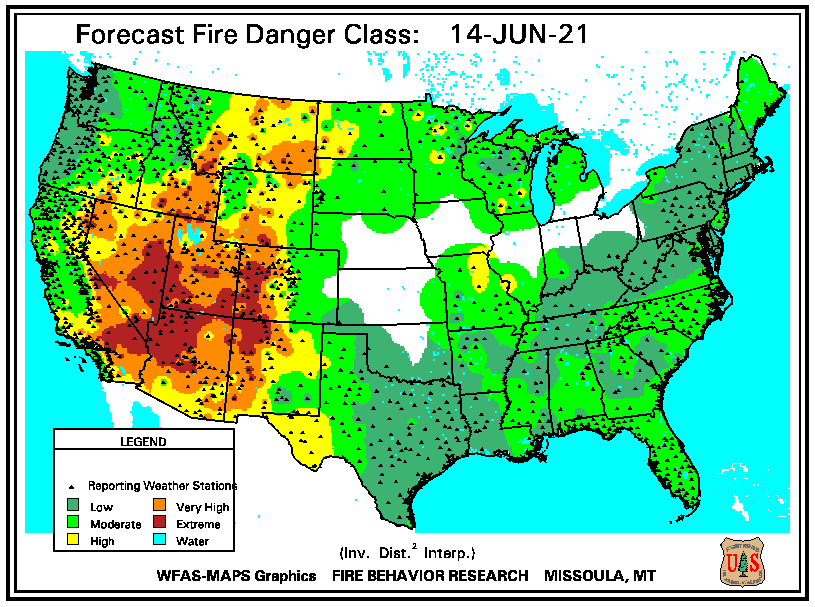 Forecast Fire Danger Class: 14-JUN-21
LEGEND
Reporting Weather Stations
Low
Very High
Moderate
Extreme
High
Water
(Inv. Dist.² Interp.)
WFAS-MAPS Graphics FIRE BEHAVIOR RESEARCH MISSOULA, MT
U S